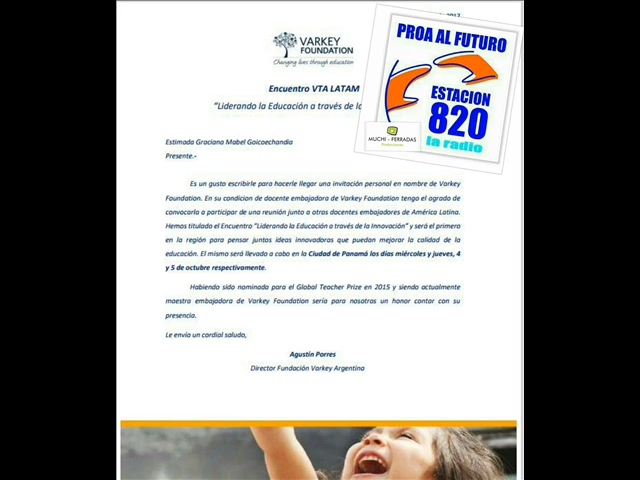 2017
VARKEY
FOUNDATION
Changing lives through education
Encuentro VTA LATAM
“Liderando la Educación a través de la
PROA AL FUTURO
ESTACION
820
la radio
MUCHI - FERRADAS
Producciones
Estimada Graciana Mabel Goicoechandia
Presente.-
Es un gusto escribirle para hacerle llegar una invitación personal en nombre de Varkey
Foundation. En su condicion de docente embajadora de Varkey Foundation tengo el agrado de
convocarla a participar de una reunión junto a otros docentes embajadores de América Latina.
Hemos titulado el Encuentro “Liderando la Educación a través de la Innovación” y será el primero
en la región para pensar juntos ideas innovadoras que puedan mejorar la calidad de la
educación. El mismo será llevado a cabo en la Ciudad de Panamá los días miércoles y jueves, 4
y 5 de octubre respectivamente.
Habiendo sido nominada para el Global Teacher Prize en 2015 y siendo actualmente
maestra embajadora de Varkey Foundation sería para nosotros un honor contar con su
presencia.
Le envía un cordial saludo,
Agustín Porres
Director Fundación Varkey Argentina